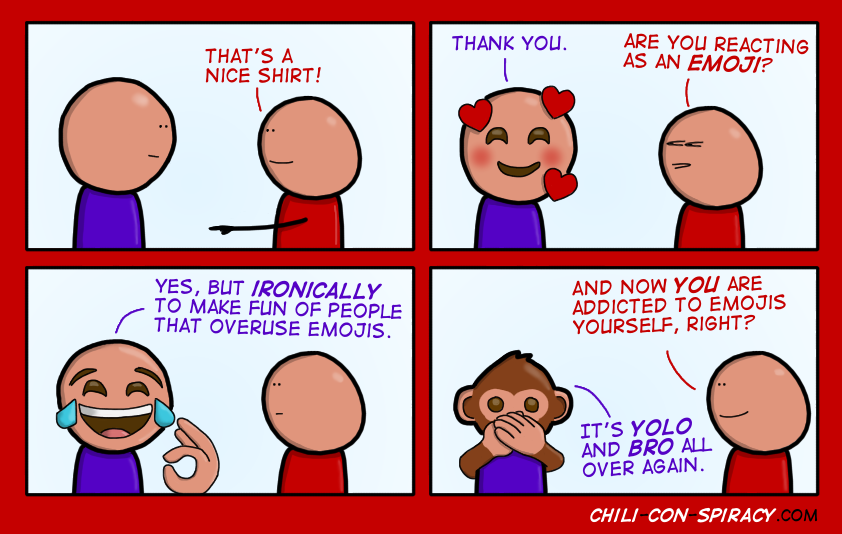 THAT'S A
NICE SHIRT!
THANK YOU.
ARE YOU REACTING
AS AN EMOJI?
YES, BUT IRONICALLY
TO MAKE FUN OF PEOPLE
THAT OVERUSE EMOJIS.
AND NOW YOU ARE
ADDICTED TO EMOJIS
YOURSELF, RIGHT?
IT'S YOLO
AND BRO ALL
OVER AGAIN.
CHILI-CON-SPIRACY.COM